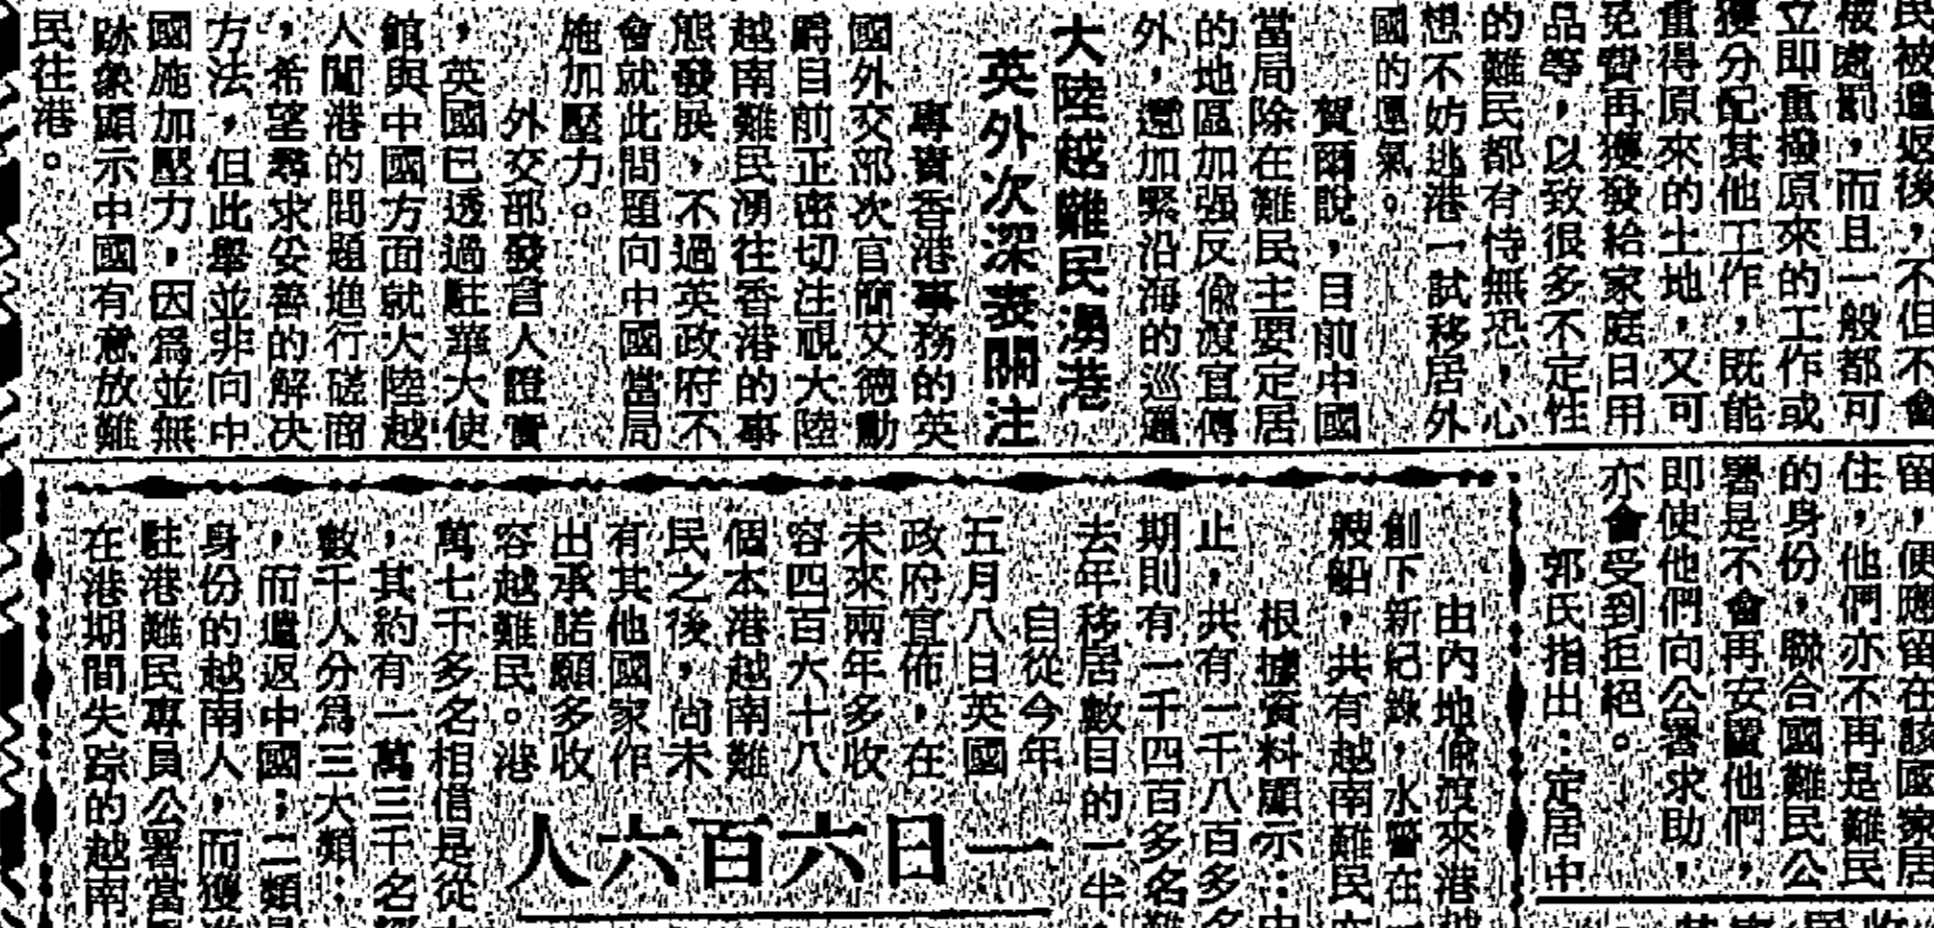 民被遣返後，不但不會
被處罰，而且一般都可
立即重撥原來的工作或
獲分配其他工作，既能
重得原來的土地，又可
免費再獲發給家庭日用
品等，以致很多不定性
的難民都有恃無恐，心
想不妨逃港一試移居外
國的運氣。
賀爾說，目前中國
當局除在難民主要定居
的地區加强反偷渡宣傳
外，還加緊沿海的巡邏
大陸越難民湧港
英外次深表關注
專責香港事務的英
國外交部次官簡艾德勳
爵目前正密切注視大陸
越南難民湧往香港的事
態發展，不過英政府不
會就此問題向中國當局
施加壓力。
外交部發言人證實
，英國已透過駐華大使
館與中國方面就大陸越
人闖港的問題進行磋商
，希望尋求妥善的解决
方法，但此舉並非向中
國施加壓力，因爲並無
跡象顯示中國有意放難
民往港。
留，便應留在該國家居
住，他們亦不再是難民
的身份，聯合國難民公
署是不會再安置他們，
即使他們向公署求助，
亦會受到拒絕。
郭氏指出：定居中
由內地偷渡來港越
創下新紀錄，水警在
艘船，共有越南難民
根據資料顯示：
止，共有一千八百多
期則有一千四百多名
去年移居數目的一半
一日六百六人
自從今年
五月八日英國
政府宣佈，在
未來兩年多收
容四百六十八
個本港越南難
民之後，尚未
有其他國家作
出承諾願多收
容越難民。港
萬七千多名相信是從
，其約有一萬三千名
數千人分爲三大類：
，而遣返中國；二類
身份的越南人，而獲
駐港難民專員公署當
在港期間失踪的越南